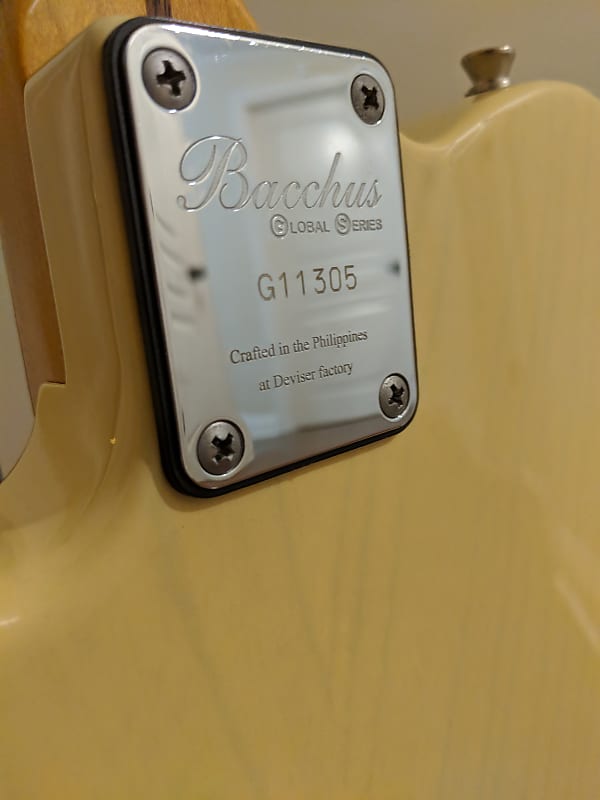 Bacchus
GLOBAL SERIES
G11305
Crafted in the Philippines
at Deviser factory